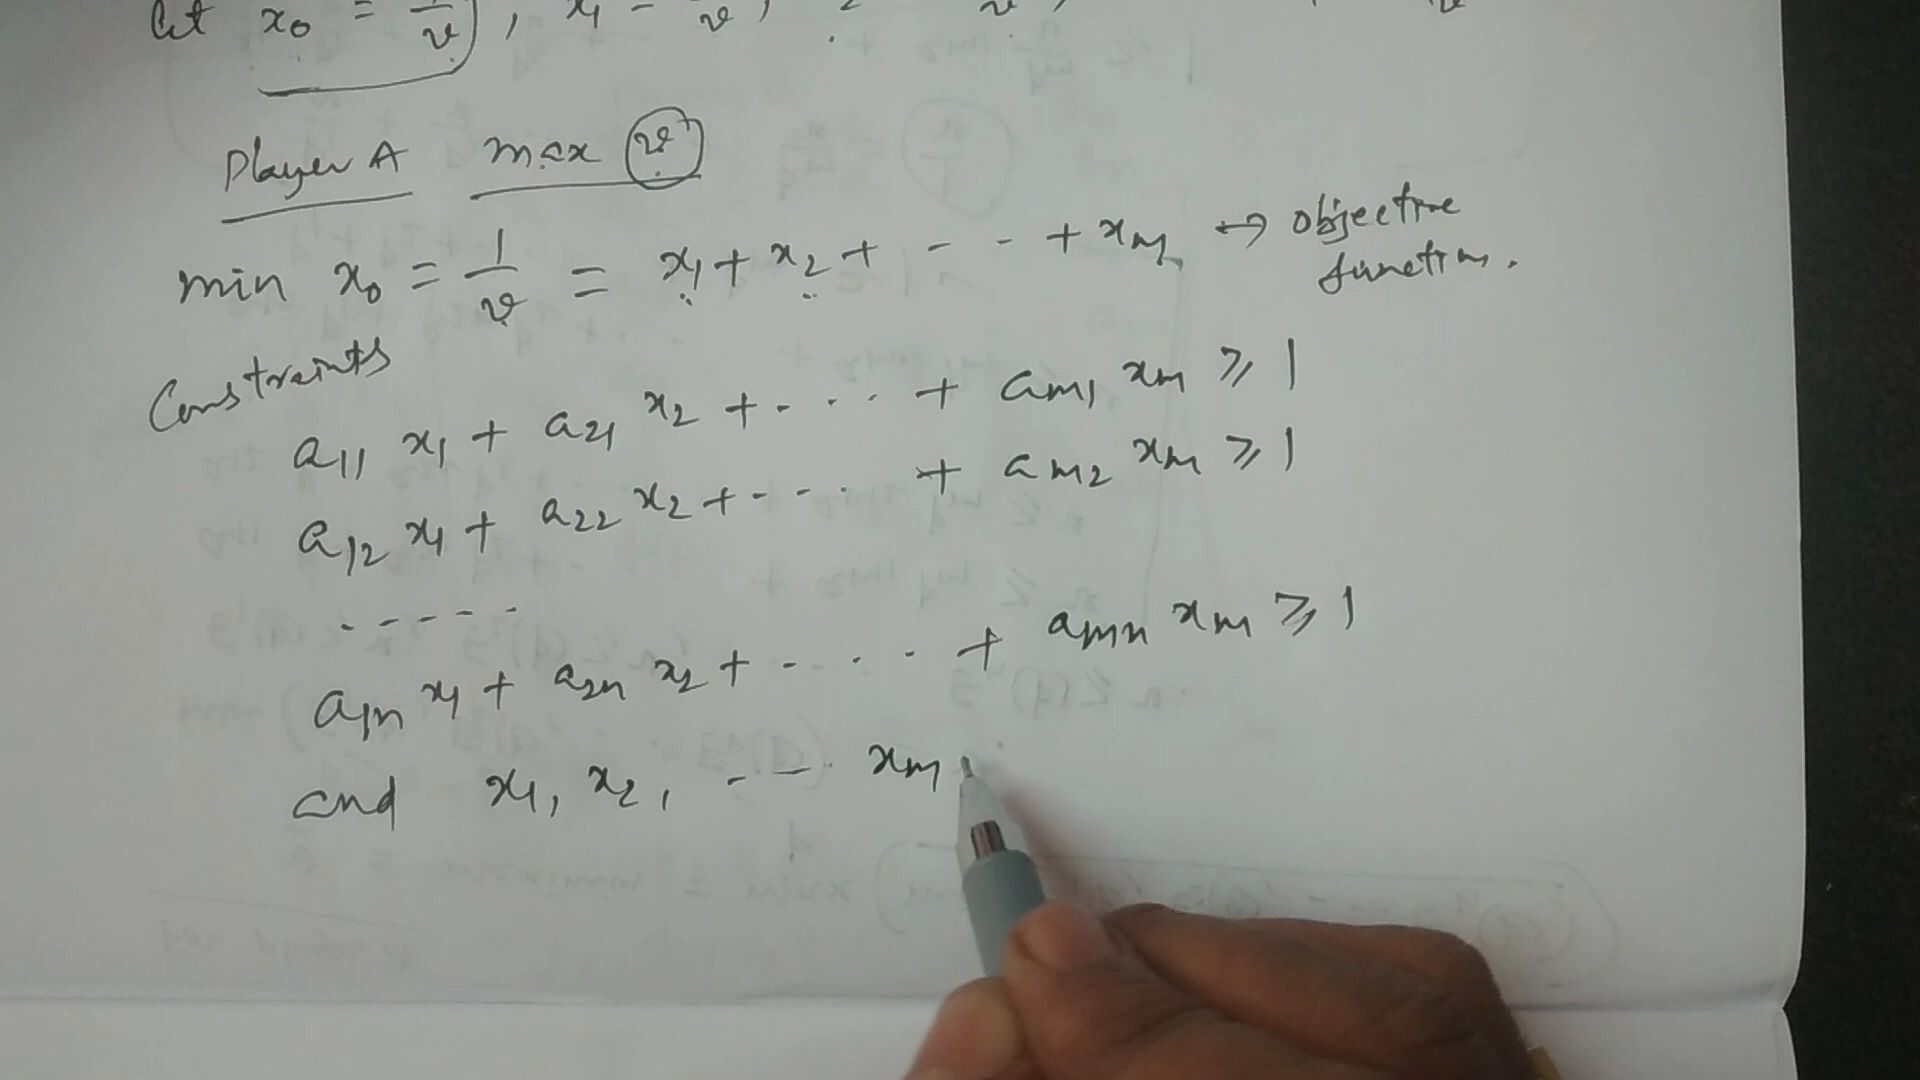 let x₀ = 1/v, x₁ =
Player A max v
min x₀ = 1/v = x₁ + x₂ + - - + xₘ → objective
function.
Constraints
a₁₁ x₁ + a₂₁ x₂ + - . . . + aₘ₁ xₘ ≥ 1
a₁₂ x₁ + a₂₂ x₂ + - - . . + aₘ₂ xₘ ≥ 1
- - - - -
a₁ₙ x₁ + a₂ₙ x₂ + - . . . + aₘₙ xₘ ≥ 1
and x₁, x₂, - - . xₘ